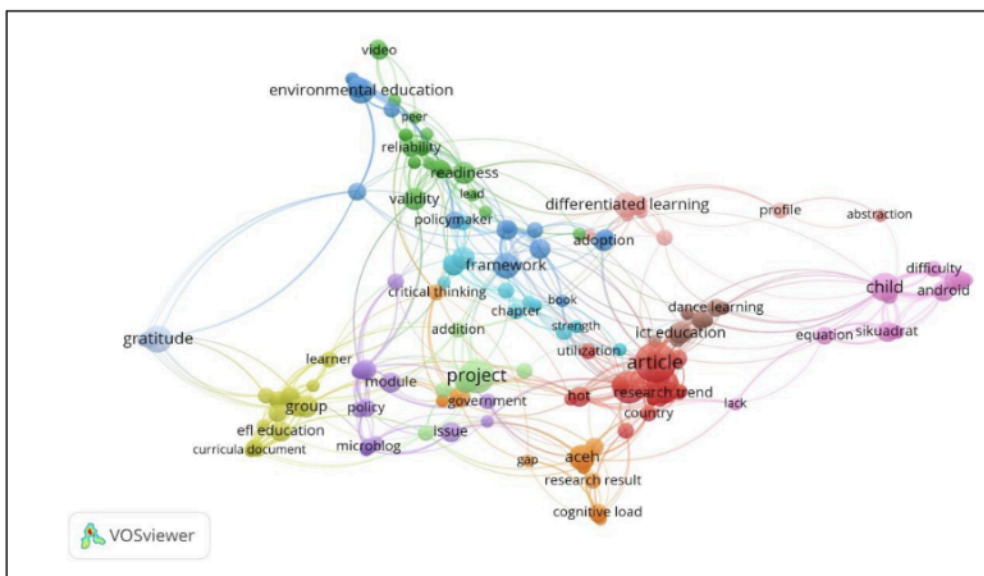 video
environmental education
peer
reliability
readiness
validity
lead
policymaker
differentiated learning
profile
abstraction
adoption
framework
critical thinking
child
difficulty
android
book
chapter
dance learning
strength
addition
ict education
equation
sikuadrat
gratitude
learner
utilization
article
project
module
research trend
hot
group
policy
government
country
lack
efl education
issue
curricula document
microblog
gap
aceh
research result
cognitive load
VOSviewer